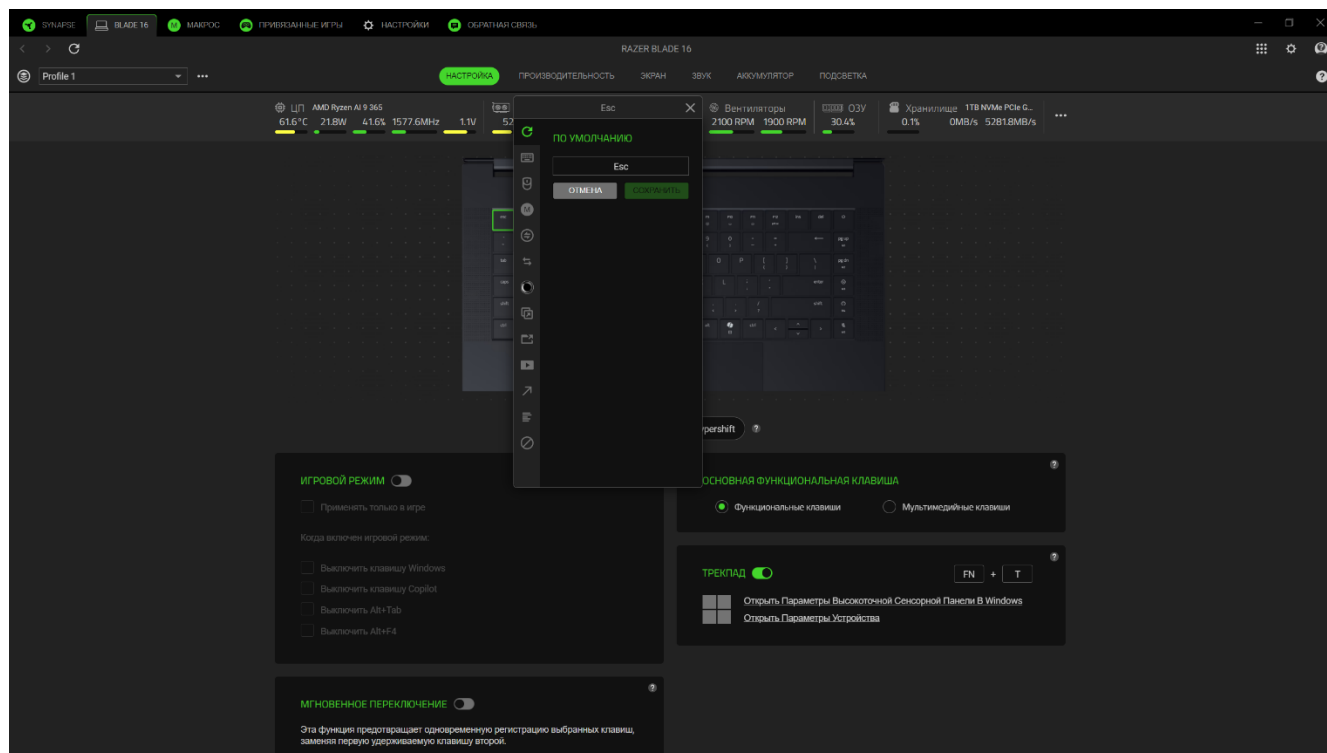 SYNAPSE BLADE 16 МАКРОС ПРИВЯЗАННЫЕ ИГРЫ НАСТРОЙКИ ОБРАТНАЯ СВЯЗЬ
RAZER BLADE 16
Profile 1 НАСТРОЙКА ПРОИЗВОДИТЕЛЬНОСТЬ ЭКРАН ЗВУК АККУМУЛЯТОР ПОДСВЕТКА
ЦП AMD Ryzen AI 9 365 Esc Вентиляторы ОЗУ Хранилище 1TB NVMe PCIe G...
61.6°C 21.8W 41.6% 1577.6MHz 1.1V 52 2100 RPM 1900 RPM 30.4% 0.1% 0MB/s 5281.8MB/s
ПО УМОЛЧАНИЮ
Esc
ОТМЕНА СОХРАНИТЬ
pershift
ИГРОВОЙ РЕЖИМ
Применять только в игре
Когда включен игровой режим:
Выключить клавишу Windows
Выключить клавишу Copilot
Выключить Alt+Tab
Выключить Alt+F4
ОСНОВНАЯ ФУНКЦИОНАЛЬНАЯ КЛАВИША
Функциональные клавиши Мультимедийные клавиши
ТРЕКПАД FN + T
Открыть Параметры Высокоточной Сенсорной Панели В Windows
Открыть Параметры Устройства
МГНОВЕННОЕ ПЕРЕКЛЮЧЕНИЕ
Эта функция предотвращает одновременную регистрацию выбранных клавиш,
заменяя первую удерживаемую клавишу второй.